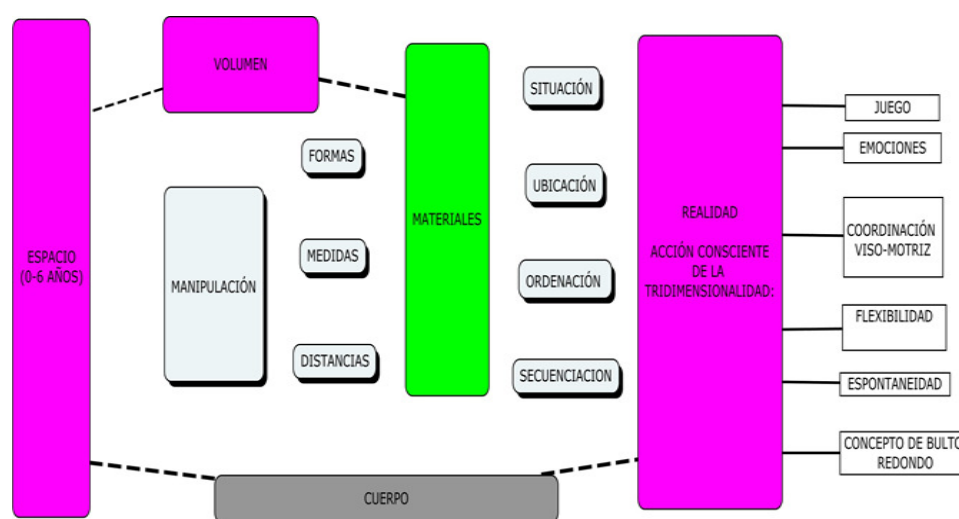 ESPACIO
(0-6 AÑOS)
VOLUMEN
MANIPULACIÓN
FORMAS
MEDIDAS
DISTANCIAS
MATERIALES
SITUACIÓN
UBICACIÓN
ORDENACIÓN
SECUENCIACION
CUERPO
REALIDAD
ACCIÓN CONSCIENTE
DE LA
TRIDIMENSIONALIDAD:
JUEGO
EMOCIONES
COORDINACIÓN
VISO-MOTRIZ
FLEXIBILIDAD
ESPONTANEIDAD
CONCEPTO DE BULTO
REDONDO